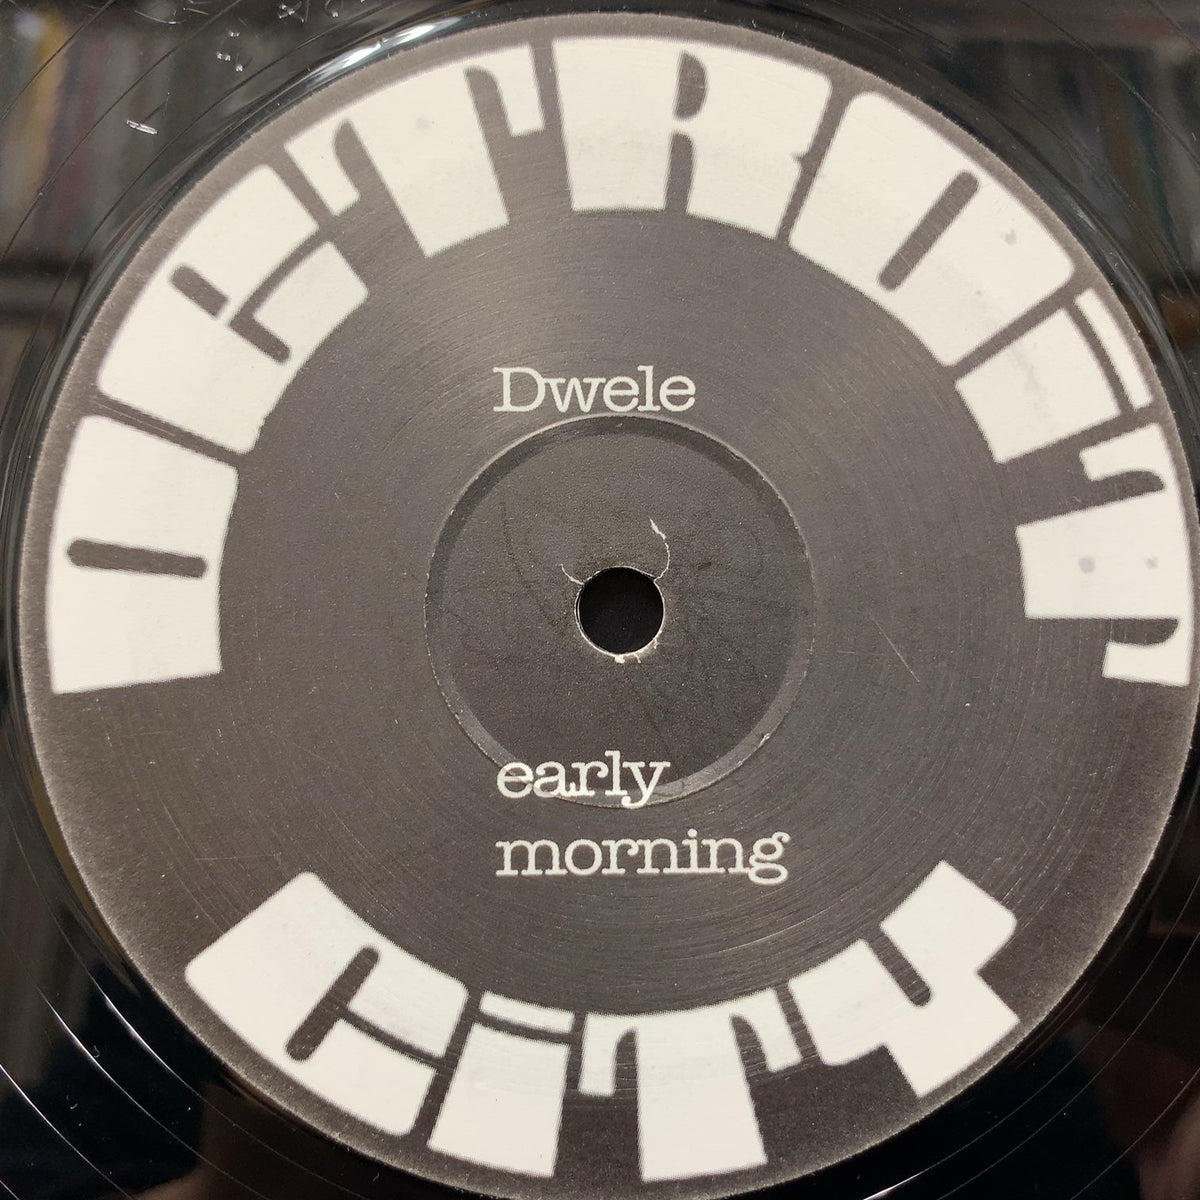 DETROIT
Dwele
early
morning
CITY